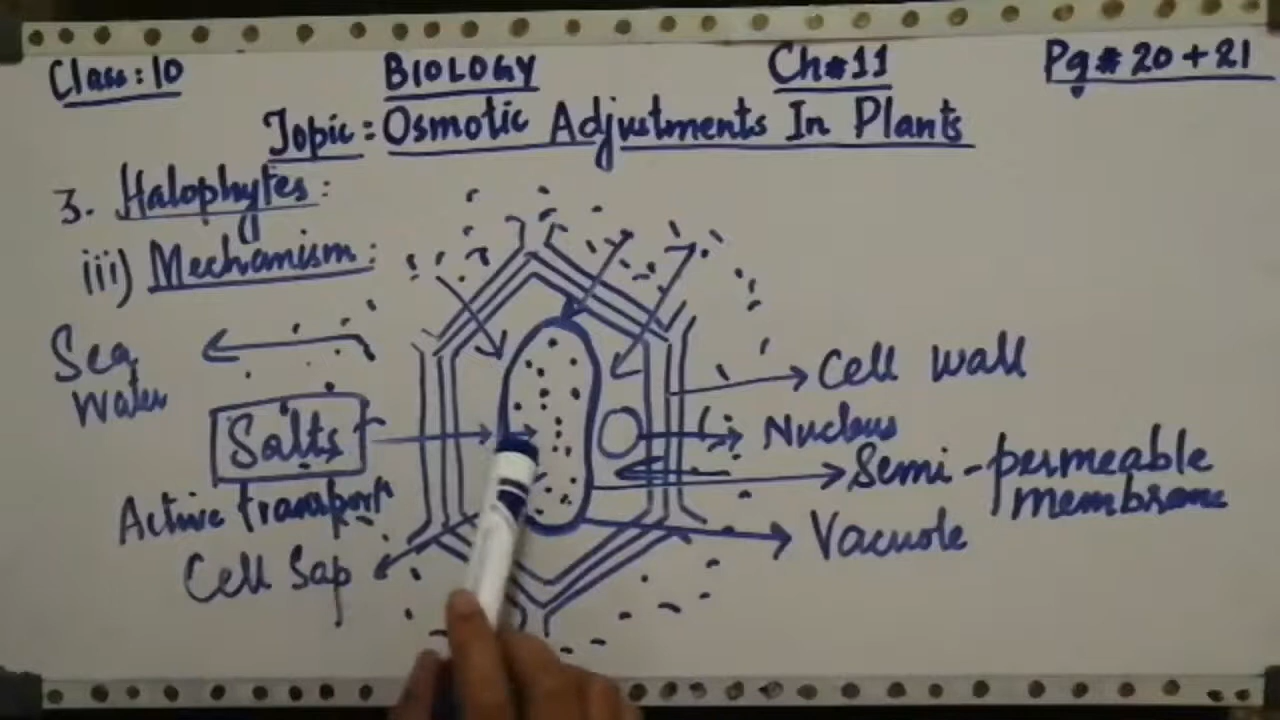 Class: 10 BIOLOGY Ch#11 Pg# 20+21
Topic: Osmotic Adjustments In Plants
3. Halophytes:
iii) Mechanism:
Sea Water
Salts
Active transport
Cell Sap
Cell wall
Nucleus
Semi-permeable membrane
Vacuole